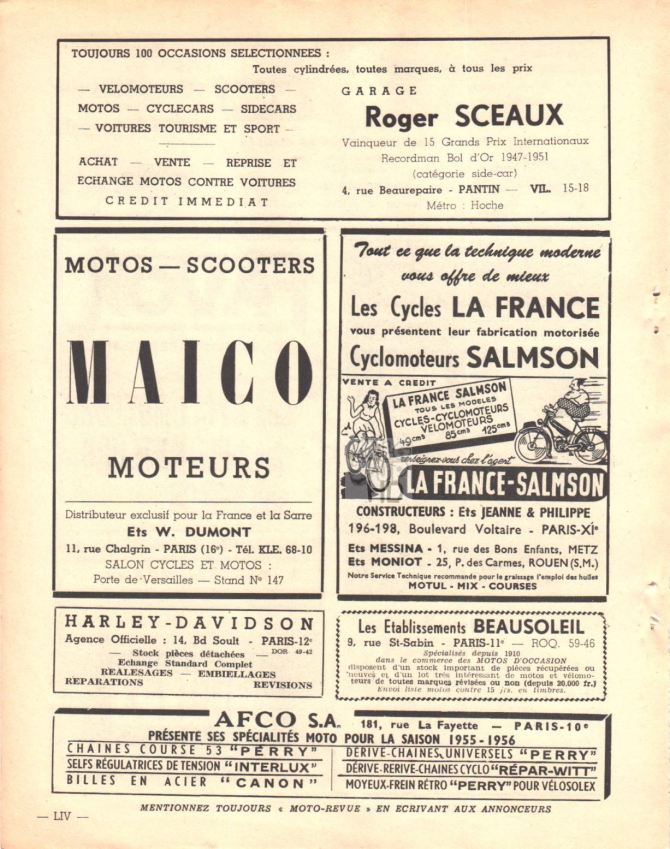 TOUJOURS 100 OCCASIONS SELECTIONNEES :
Toutes cylindrées, toutes marques, à tous les prix
— VELOMOTEURS — SCOOTERS —
MOTOS — CYCLECARS — SIDECARS
— VOITURES TOURISME ET SPORT —
ACHAT — VENTE — REPRISE ET
ECHANGE MOTOS CONTRE VOITURES
CREDIT IMMEDIAT
GARAGE
Roger SCEAUX
Vainqueur de 15 Grands Prix Internationaux
Recordman Bol d'Or 1947-1951
(catégorie side-car)
4, rue Beaurepaire - PANTIN — VIL. 15-18
Métro : Hoche
MOTOS — SCOOTERS
MAICO
MOTEURS
Distributeur exclusif pour la France et la Sarre
Ets W. DUMONT
11, rue Chalgrin - PARIS (16e) - Tél. KLE. 68-10
SALON CYCLES ET MOTOS :
Porte de Versailles — Stand N° 147
Tout ce que la technique moderne
vous offre de mieux
Les Cycles LA FRANCE
vous présentent leur fabrication motorisée
Cyclomoteurs SALMSON
VENTE A CREDIT
LA FRANCE SALMSON
TOUS LES MODELES
CYCLES-CYCLOMOTEURS
VELOMOTEURS
49cm3 85cm3 125cm3
renseignez-vous chez l'agent
LA FRANCE-SALMSON
CONSTRUCTEURS : Ets JEANNE & PHILIPPE
196-198, Boulevard Voltaire - PARIS-XIe
Ets MESSINA - 1, rue des Bons Enfants, METZ
Ets MONIOT - 25, P. des Carmes, ROUEN (S.M.)
Notre Service Technique recommande pour le graissage l'emploi des huiles
MOTUL - MIX - COURSES
HARLEY-DAVIDSON
Agence Officielle : 14, Bd Soult - PARIS-12e
— Stock pièces détachées — DOR. 49-42
Echange Standard Complet
REALESAGES — EMBIELLAGES
REPARATIONS REVISIONS
Les Etablissements BEAUSOLEIL
9, rue St-Sabin - PARIS-11e — ROQ. 59-46
Spécialisés depuis 1910
dans le commerce des MOTOS D'OCCASION
disposent d'un stock important de pièces récupérées ou
neuves et d'un lot très intéressant de motos et vélomo-
teurs de toutes marques révisées ou non (depuis 20.000 fr.)
Envoi liste motos contre 15 frs. en timbres.
AFCO S.A. 181, rue La Fayette — PARIS-10e
PRÉSENTE SES SPÉCIALITÉS MOTO POUR LA SAISON 1955-1956
CHAINES COURSE 53 "PERRY"
SELFS RÉGULATRICES DE TENSION "INTERLUX"
BILLES EN ACIER "CANON"
DÉRIVE-CHAINES UNIVERSELS "PERRY"
DÉRIVE-RERIVE-CHAINES CYCLO "RÉPAR-WITT"
MOYEUX-FREIN RÉTRO "PERRY" POUR VÉLOSOLEX
MENTIONNEZ TOUJOURS « MOTO-REVUE » EN ECRIVANT AUX ANNONCEURS
— LIV —